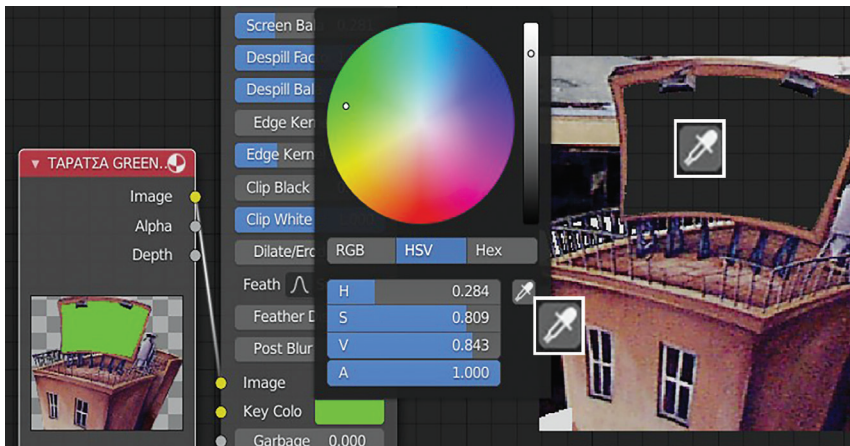 Screen Bal
Despill Fac
Despill Bal
Edge Ker
Edge Kern
Clip Black
Clip White
Dilate/Ero
Feath
Feather D
Post Blur
Image
Key Colo
Garbage 0.000
TAPATΣA GREEN..
Image
Alpha
Depth
RGB HSV Hex
H 0.284
S 0.809
V 0.843
A 1.000